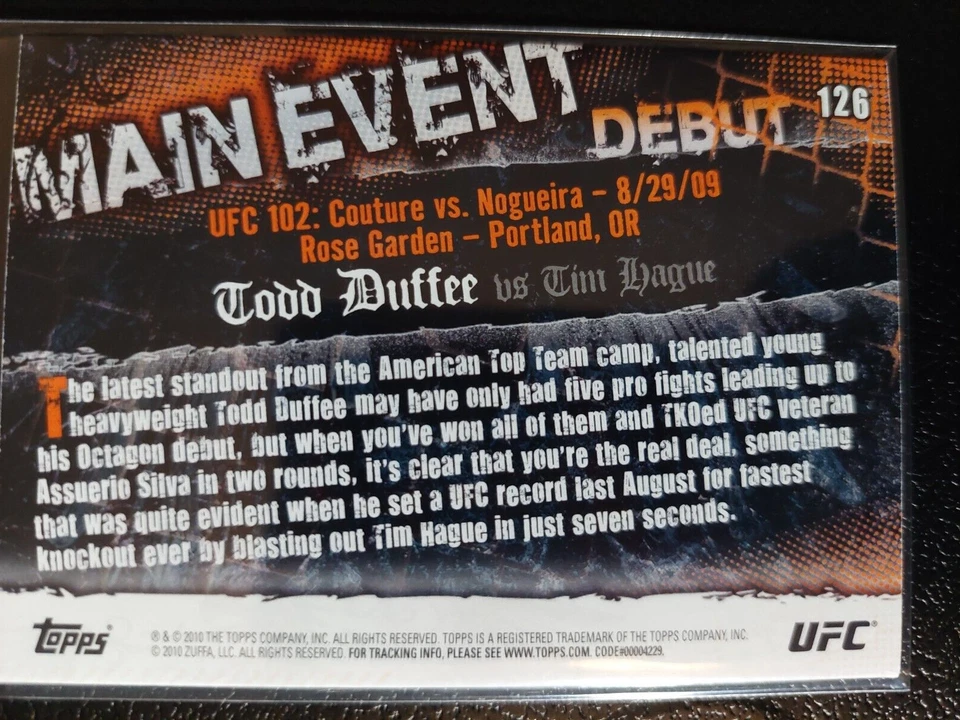 MAIN EVENT DEBUT 126
UFC 102: Couture vs. Nogueira – 8/29/09
Rose Garden – Portland, OR
Todd Duffee vs Tim Hague
The latest standout from the American Top Team camp, talented young
heavyweight Todd Duffee may have only had five pro fights leading up to
his Octagon debut, but when you've won all of them and TKOed UFC veteran
Assuerio Silva in two rounds, it's clear that you're the real deal, something
that was quite evident when he set a UFC record last August for fastest
knockout ever by blasting out Tim Hague in just seven seconds.
topps®
® & © 2010 THE TOPPS COMPANY, INC. ALL RIGHTS RESERVED. TOPPS IS A REGISTERED TRADEMARK OF THE TOPPS COMPANY, INC.
© 2010 ZUFFA, LLC. ALL RIGHTS RESERVED. FOR TRACKING INFO, PLEASE SEE WWW.TOPPS.COM. CODE#00004229.
UFC®